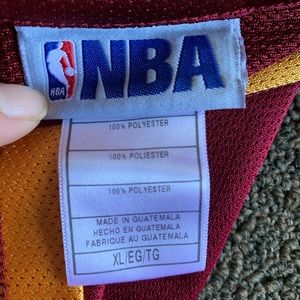 NBA
NBA
100% POLYESTER
100% POLIESTER
100% POLYESTER
MADE IN GUATEMALA
HECHO EN GUATEMALA
FABRIQUE AU GUATEMALA
XL/EG/TG